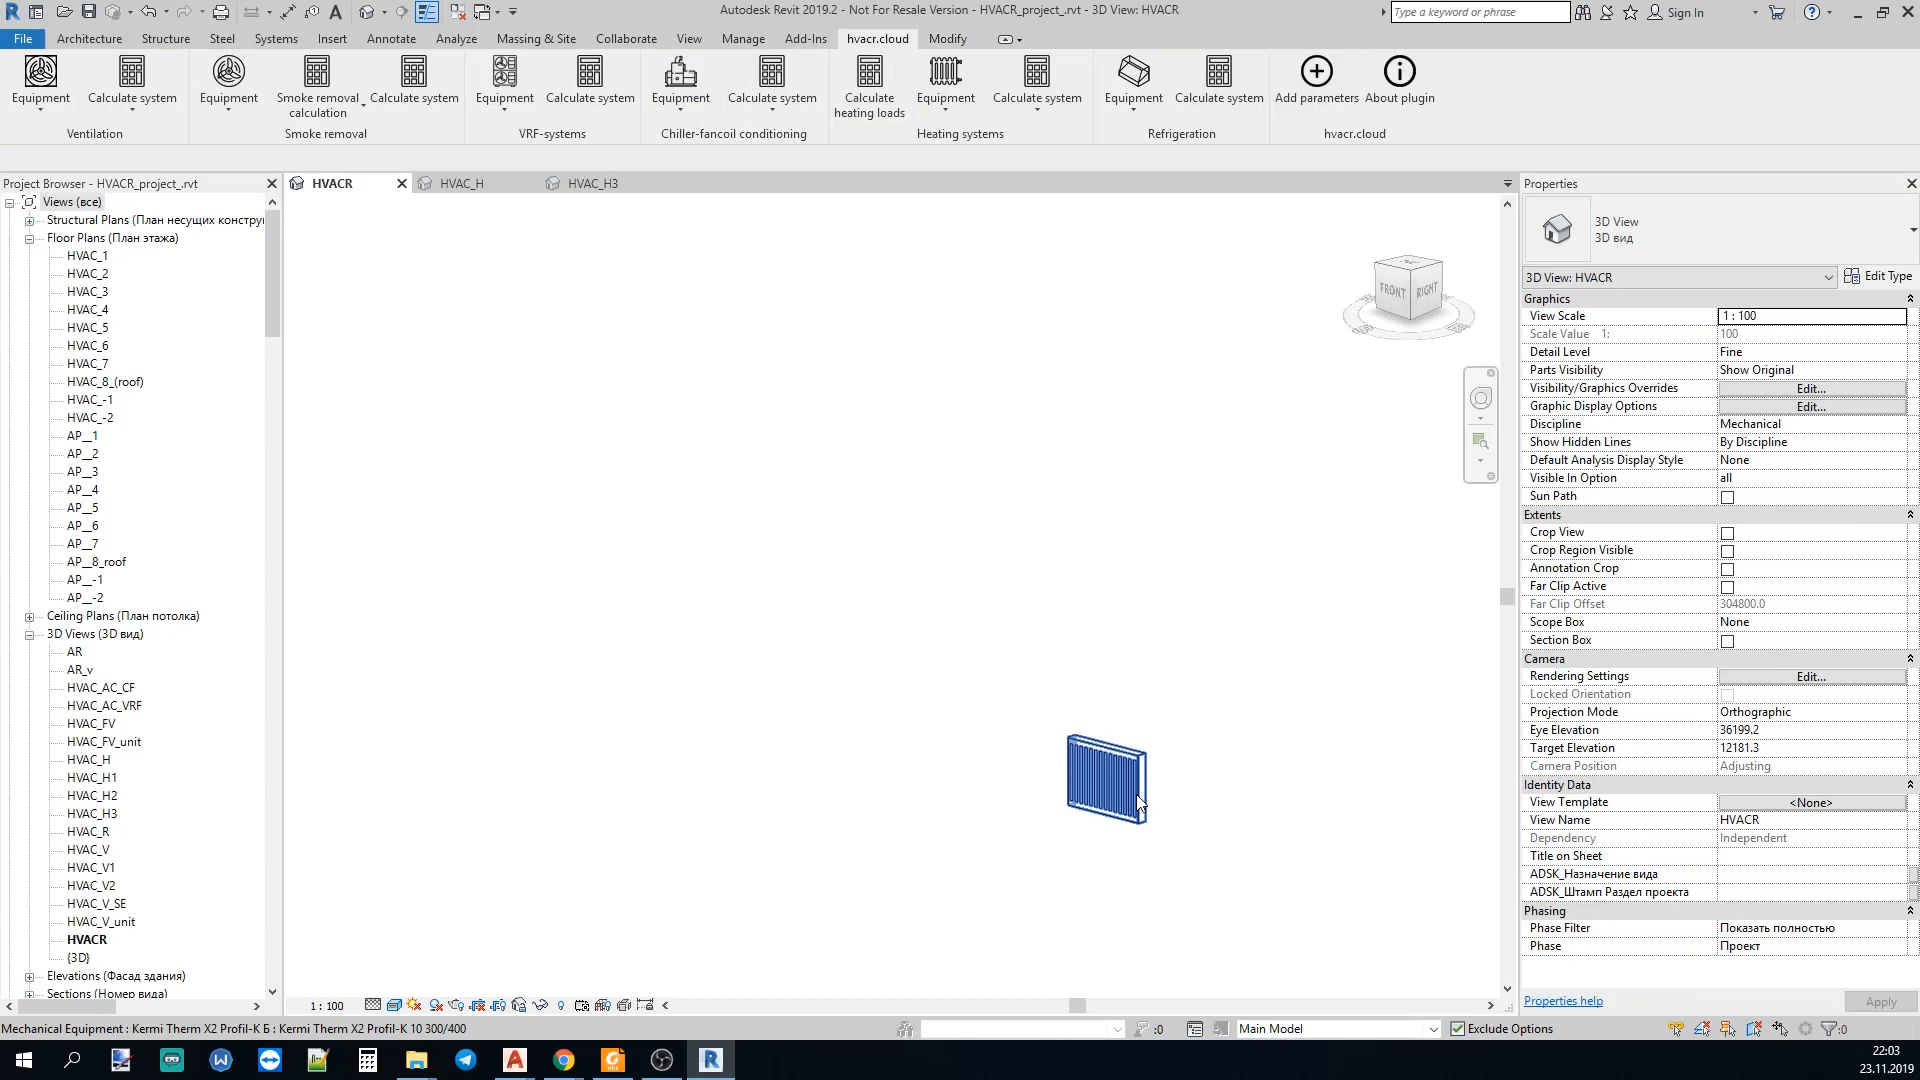 Autodesk Revit 2019.2 - Not For Resale Version - HVACR_project_.rvt - 3D View: HVACR
Type a keyword or phrase
Sign In
File
Architecture
Structure
Steel
Systems
Insert
Annotate
Analyze
Massing & Site
Collaborate
View
Manage
Add-Ins
hvacr.cloud
Modify
Equipment
Calculate system
Equipment
Smoke removal
calculation
Calculate system
Equipment
Calculate system
Equipment
Calculate system
Calculate
heating loads
Equipment
Calculate system
Equipment
Calculate system
Add parameters
About plugin
Ventilation
Smoke removal
VRF-systems
Chiller-fancoil conditioning
Heating systems
Refrigeration
hvacr.cloud
Project Browser - HVACR_project_.rvt
Views (все)
Structural Plans (План несущих констру
Floor Plans (План этажа)
HVAC_1
HVAC_2
HVAC_3
HVAC_4
HVAC_5
HVAC_6
HVAC_7
HVAC_8_(roof)
HVAC_-1
HVAC_-2
AP__1
AP__2
AP__3
AP__4
AP__5
AP__6
AP__7
AP__8_roof
AP__-1
AP__-2
Ceiling Plans (План потолка)
3D Views (3D вид)
AR
AR_v
HVAC_AC_CF
HVAC_AC_VRF
HVAC_FV
HVAC_FV_unit
HVAC_H
HVAC_H1
HVAC_H2
HVAC_H3
HVAC_R
HVAC_V
HVAC_V1
HVAC_V2
HVAC_V_SE
HVAC_V_unit
HVACR
{3D}
Elevations (Фасад здания)
Sections (Номер вида)
HVACR
HVAC_H
HVAC_H3
FRONT
RIGHT
1 : 100
Properties
3D View
3D вид
3D View: HVACR
Edit Type
Graphics
View Scale 1 : 100
Scale Value 1: 100
Detail Level Fine
Parts Visibility Show Original
Visibility/Graphics Overrides Edit...
Graphic Display Options Edit...
Discipline Mechanical
Show Hidden Lines By Discipline
Default Analysis Display Style None
Visible In Option all
Sun Path
Extents
Crop View
Crop Region Visible
Annotation Crop
Far Clip Active
Far Clip Offset 304800.0
Scope Box None
Section Box
Camera
Rendering Settings Edit...
Locked Orientation
Projection Mode Orthographic
Eye Elevation 36199.2
Target Elevation 12181.3
Camera Position Adjusting
Identity Data
View Template <None>
View Name HVACR
Dependency Independent
Title on Sheet
ADSK_Назначение вида
ADSK_Штамп Раздел проекта
Phasing
Phase Filter Показать полностью
Phase Проект
Properties help
Apply
Mechanical Equipment : Kermi Therm X2 Profil-K Б : Kermi Therm X2 Profil-K 10 300/400
:0
Main Model
Exclude Options
:0
22:03
23.11.2019